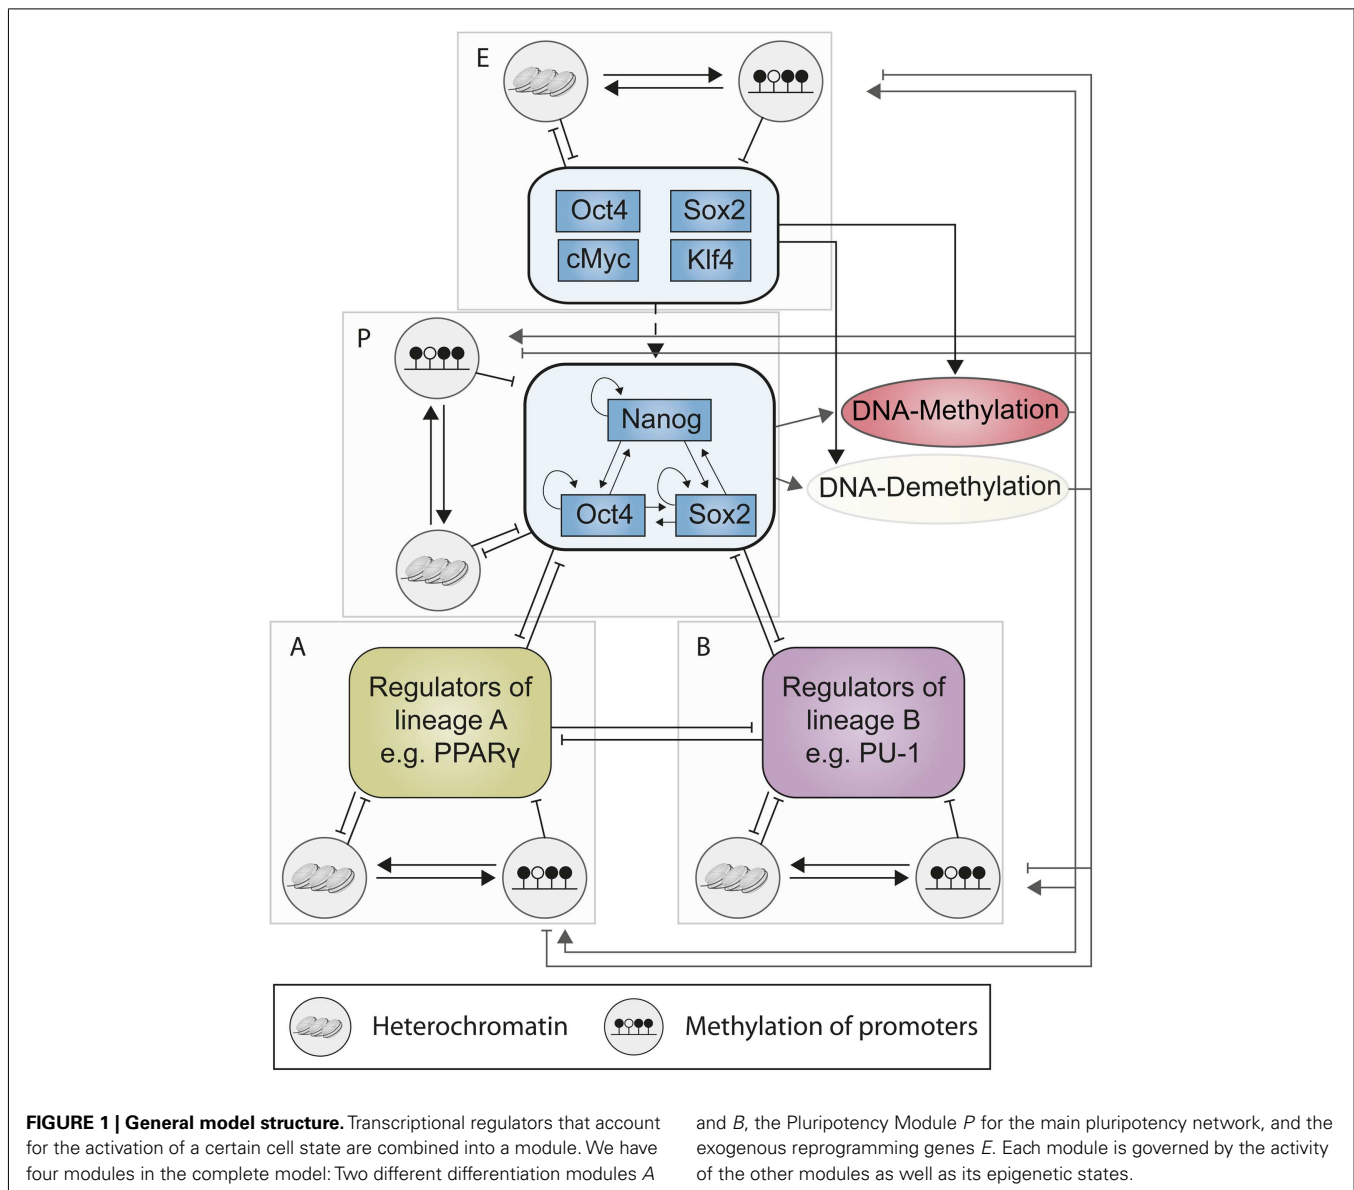 E
Oct4
Sox2
cMyc
Klf4
P
Nanog
Oct4
Sox2
DNA-Methylation
DNA-Demethylation
A
Regulators of
lineage A
e.g. PPARγ
B
Regulators of
lineage B
e.g. PU-1
Heterochromatin
Methylation of promoters
FIGURE 1 | General model structure. Transcriptional regulators that account
for the activation of a certain cell state are combined into a module. We have
four modules in the complete model: Two different differentiation modules A
and B, the Pluripotency Module P for the main pluripotency network, and the
exogenous reprogramming genes E. Each module is governed by the activity
of the other modules as well as its epigenetic states.